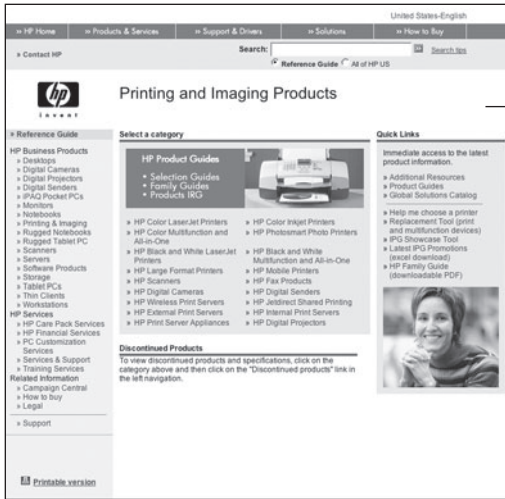 United States-English
» HP Home » Products & Services » Support & Drivers » Solutions » How to Buy
» Contact HP
Search:
» Search tips
Reference Guide All of HP US
hp
invent
Printing and Imaging Products
» Reference Guide
HP Business Products
» Desktops
» Digital Cameras
» Digital Projectors
» Digital Senders
» iPAQ Pocket PCs
» Monitors
» Notebooks
» Printing & Imaging
» Rugged Notebooks
» Rugged Tablet PC
» Scanners
» Servers
» Software Products
» Storage
» Tablet PCs
» Thin Clients
» Workstations
HP Services
» HP Care Pack Services
» HP Financial Services
» PC Customization
Services
» Services & Support
» Training Services
Related Information
» Campaign Central
» How to buy
» Legal
» Support
Printable version
Select a category
HP Product Guides
• Selection Guides
• Family Guides
• Products IRG
» HP Color LaserJet Printers
» HP Color Multifunction and
All-in-One
» HP Black and White LaserJet
Printers
» HP Large Format Printers
» HP Scanners
» HP Digital Cameras
» HP Wireless Print Servers
» HP External Print Servers
» HP Print Server Appliances
» HP Color Inkjet Printers
» HP Photosmart Photo Printers
» HP Black and White
Multifunction and All-in-One
» HP Mobile Printers
» HP Fax Products
» HP Digital Senders
» HP Jetdirect Shared Printing
» HP Internal Print Servers
» HP Digital Projectors
Discontinued Products
To view discontinued products and specifications, click on the
category above and then click on the "Discontinued products" link in
the left navigation.
Quick Links
Immediate access to the latest
product information.
» Additional Resources
» Product Guides
» Global Solutions Catalog
» Help me choose a printer
» Replacement Tool (print
and multifunction devices)
» IPG Showcase Tool
» Latest IPG Promotions
(excel download)
» HP Family Guide
(downloadable PDF)